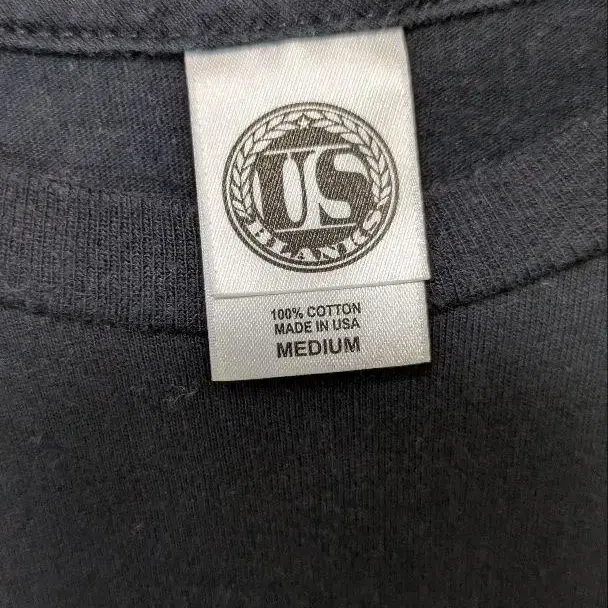 US
BLANKS
100% COTTON
MADE IN USA
MEDIUM